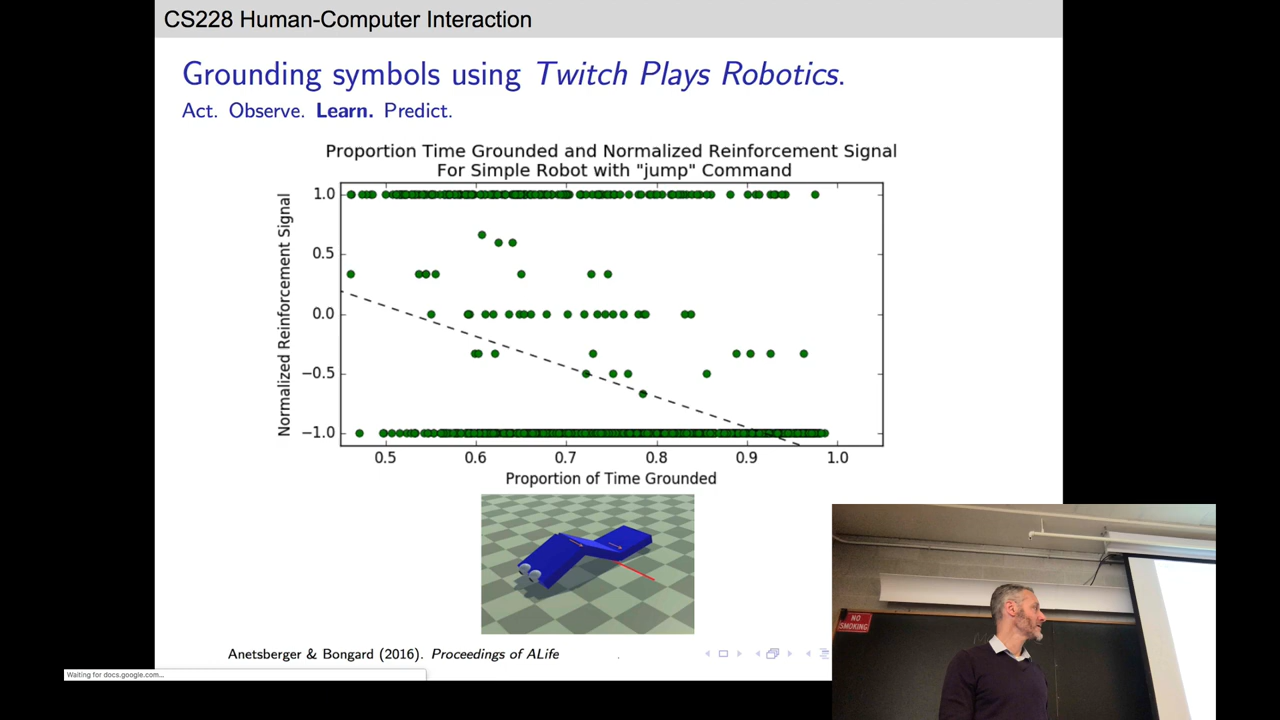 CS228 Human-Computer Interaction
Grounding symbols using Twitch Plays Robotics.
Act. Observe. Learn. Predict.
Proportion Time Grounded and Normalized Reinforcement Signal
For Simple Robot with "jump" Command
Normalized Reinforcement Signal
1.0
0.5
0.0
−0.5
−1.0
0.5 0.6 0.7 0.8 0.9 1.0
Proportion of Time Grounded
NO
SMOKING
Anetsberger & Bongard (2016). Proceedings of ALife
Waiting for docs.google.com...